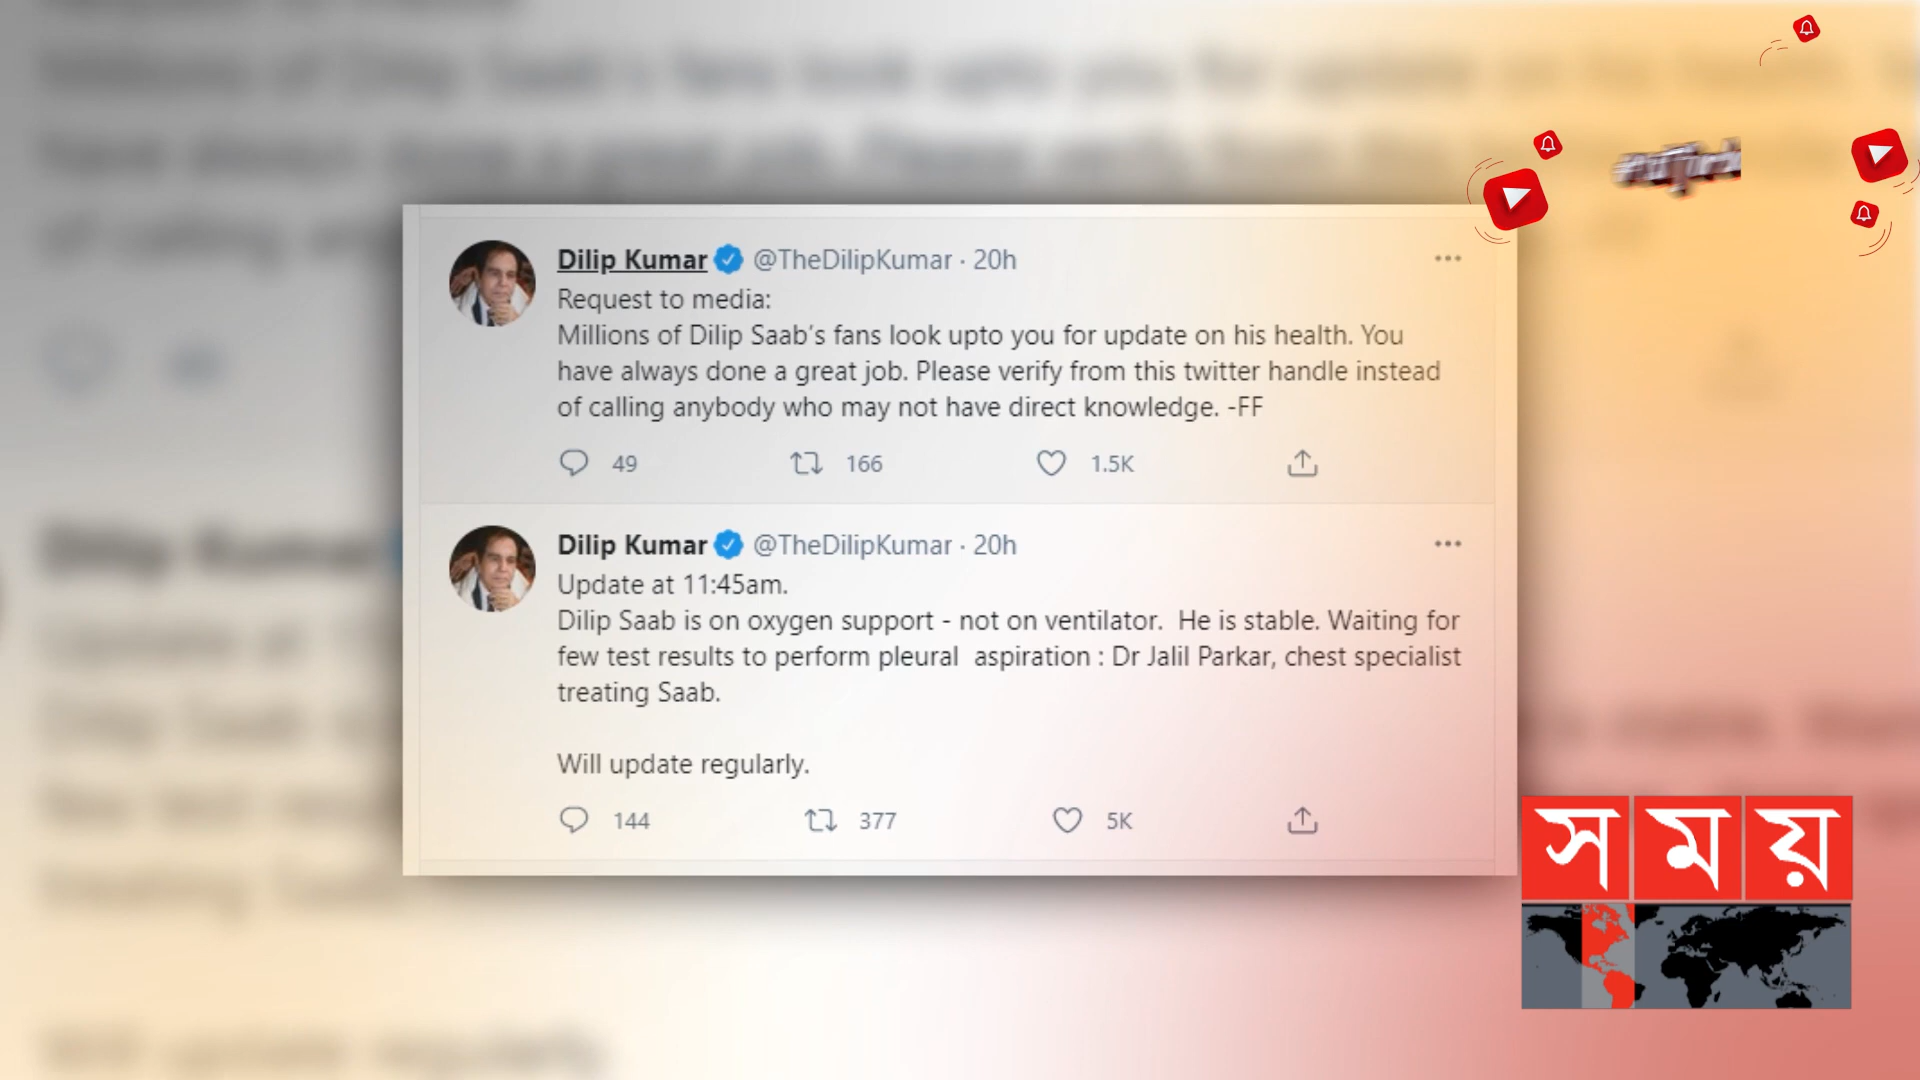 Dilip Kumar @TheDilipKumar · 20h
Request to media:
Millions of Dilip Saab's fans look upto you for update on his health. You
have always done a great job. Please verify from this twitter handle instead
of calling anybody who may not have direct knowledge. -FF
49 166 1.5K
Dilip Kumar @TheDilipKumar · 20h
Update at 11:45am.
Dilip Saab is on oxygen support - not on ventilator. He is stable. Waiting for
few test results to perform pleural aspiration : Dr Jalil Parkar, chest specialist
treating Saab.
Will update regularly.
144 377 5K
সময়